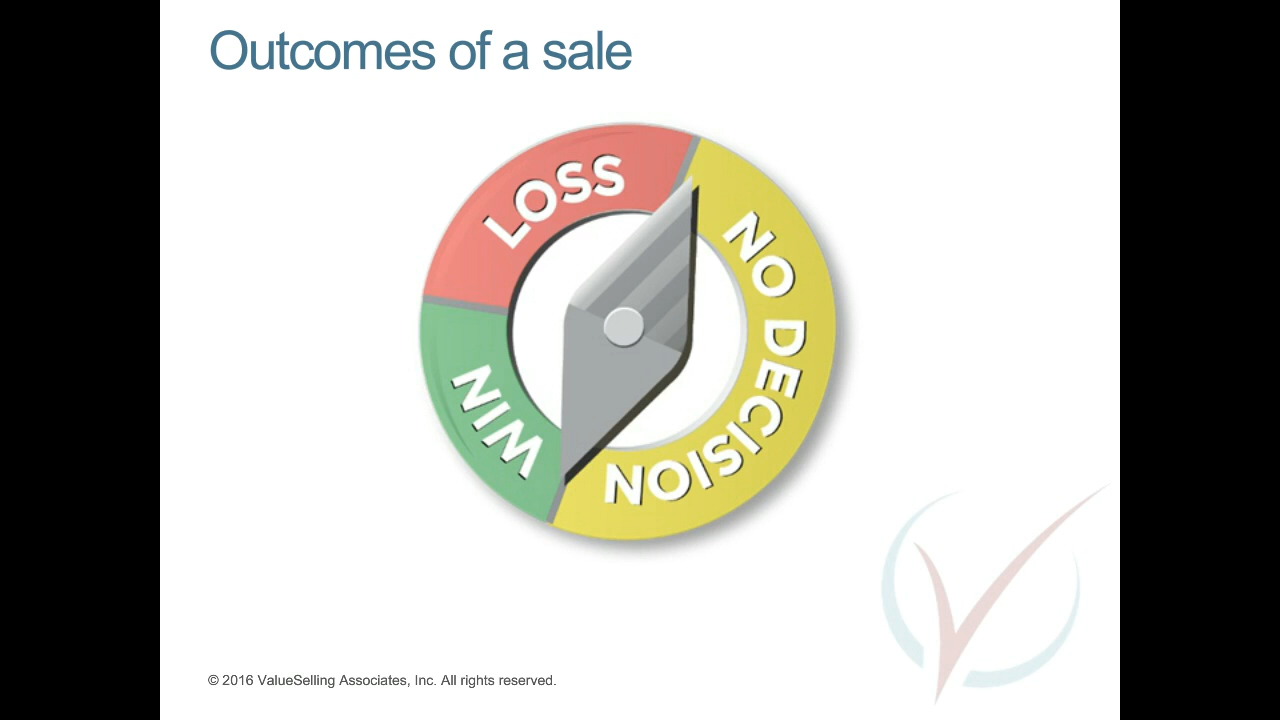 Outcomes of a sale
LOSS
NO DECISION
WIN
© 2016 ValueSelling Associates, Inc. All rights reserved.